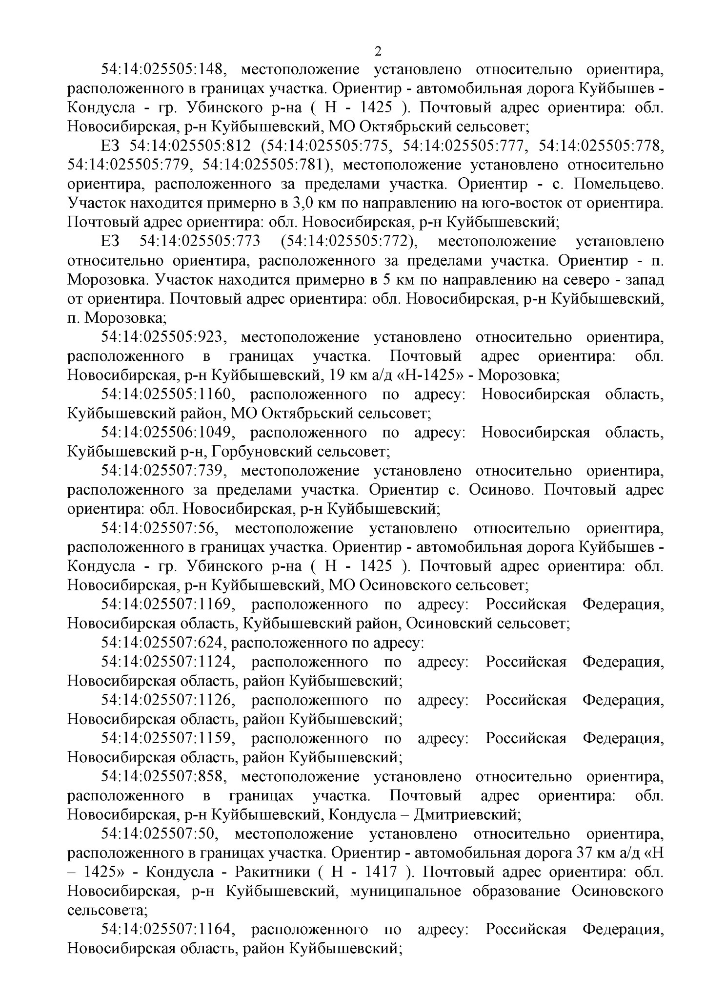 2
54:14:025505:148, местоположение установлено относительно ориентира,
расположенного в границах участка. Ориентир - автомобильная дорога Куйбышев -
Кондусла - гр. Убинского р-на ( Н - 1425 ). Почтовый адрес ориентира: обл.
Новосибирская, р-н Куйбышевский, МО Октябрьский сельсовет;
ЕЗ 54:14:025505:812 (54:14:025505:775, 54:14:025505:777, 54:14:025505:778,
54:14:025505:779, 54:14:025505:781), местоположение установлено относительно
ориентира, расположенного за пределами участка. Ориентир - с. Помельцево.
Участок находится примерно в 3,0 км по направлению на юго-восток от ориентира.
Почтовый адрес ориентира: обл. Новосибирская, р-н Куйбышевский;
ЕЗ 54:14:025505:773 (54:14:025505:772), местоположение установлено
относительно ориентира, расположенного за пределами участка. Ориентир - п.
Морозовка. Участок находится примерно в 5 км по направлению на северо - запад
от ориентира. Почтовый адрес ориентира: обл. Новосибирская, р-н Куйбышевский,
п. Морозовка;
54:14:025505:923, местоположение установлено относительно ориентира,
расположенного в границах участка. Почтовый адрес ориентира: обл.
Новосибирская, р-н Куйбышевский, 19 км а/д «Н-1425» - Морозовка;
54:14:025505:1160, расположенного по адресу: Новосибирская область,
Куйбышевский район, МО Октябрьский сельсовет;
54:14:025506:1049, расположенного по адресу: Новосибирская область,
Куйбышевский р-н, Горбуновский сельсовет;
54:14:025507:739, местоположение установлено относительно ориентира,
расположенного за пределами участка. Ориентир с. Осиново. Почтовый адрес
ориентира: обл. Новосибирская, р-н Куйбышевский;
54:14:025507:56, местоположение установлено относительно ориентира,
расположенного в границах участка. Ориентир - автомобильная дорога Куйбышев -
Кондусла - гр. Убинского р-на ( Н - 1425 ). Почтовый адрес ориентира: обл.
Новосибирская, р-н Куйбышевский, МО Осиновского сельсовет;
54:14:025507:1169, расположенного по адресу: Российская Федерация,
Новосибирская область, Куйбышевский район, Осиновский сельсовет;
54:14:025507:624, расположенного по адресу:
54:14:025507:1124, расположенного по адресу: Российская Федерация,
Новосибирская область, район Куйбышевский;
54:14:025507:1126, расположенного по адресу: Российская Федерация,
Новосибирская область, район Куйбышевский;
54:14:025507:1159, расположенного по адресу: Российская Федерация,
Новосибирская область, район Куйбышевский;
54:14:025507:858, местоположение установлено относительно ориентира,
расположенного в границах участка. Почтовый адрес ориентира: обл.
Новосибирская, р-н Куйбышевский, Кондусла – Дмитриевский;
54:14:025507:50, местоположение установлено относительно ориентира,
расположенного в границах участка. Ориентир - автомобильная дорога 37 км а/д «Н
– 1425» - Кондусла - Ракитники ( Н - 1417 ). Почтовый адрес ориентира: обл.
Новосибирская, р-н Куйбышевский, муниципальное образование Осиновского
сельсовета;
54:14:025507:1164, расположенного по адресу: Российская Федерация,
Новосибирская область, район Куйбышевский;